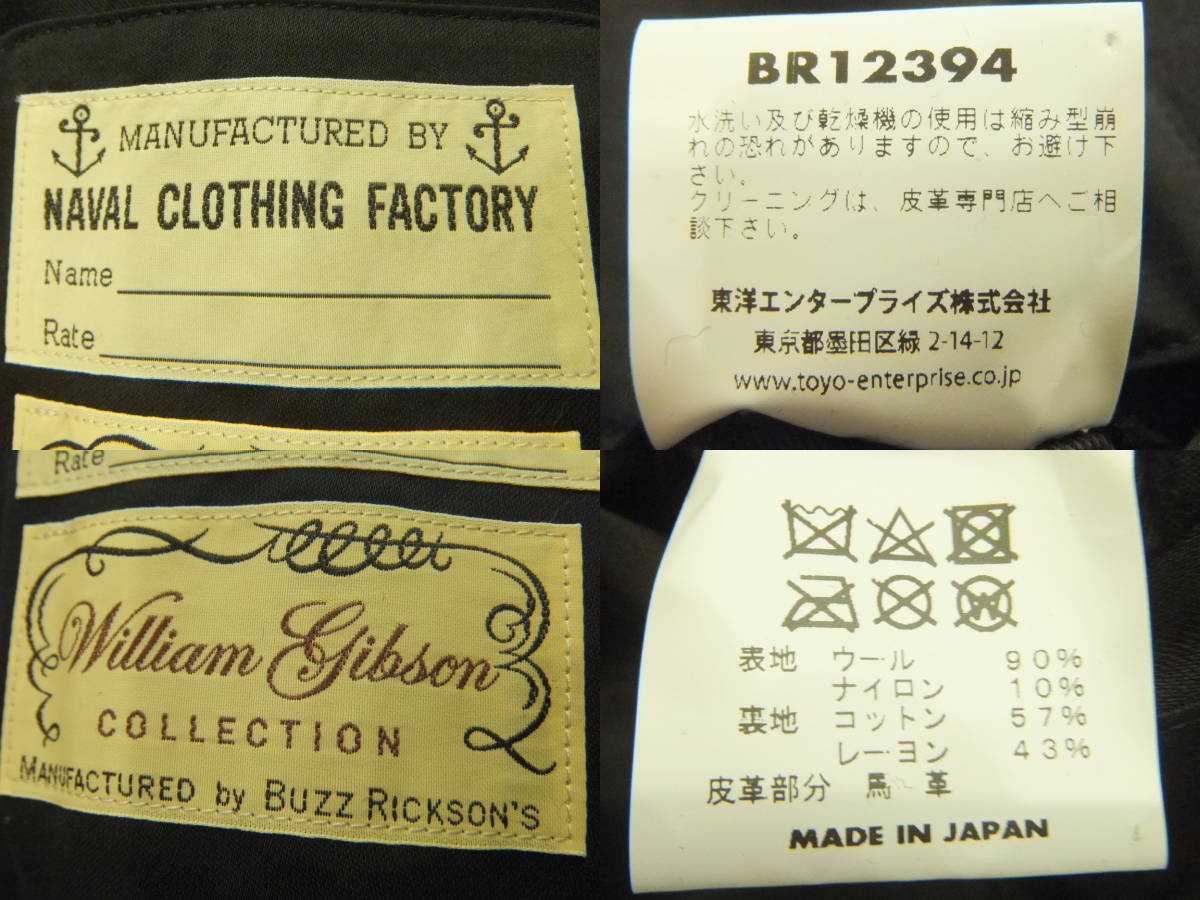 MANUFACTURED BY
NAVAL CLOTHING FACTORY
Name
Rate
BR12394
水洗い及び乾燥機の使用は縮み型崩
れの恐れがありますので、お避け下
さい。
クリーニングは、皮革専門店へご相
談下さい。
東洋エンタープライズ株式会社
東京都墨田区緑 2-14-12
www.toyo-enterprise.co.jp
Rate
William Gibson
COLLECTION
MANUFACTURED by BUZZ RICKSON'S
表地 ウール 90%
ナイロン 10%
裏地 コットン 57%
レーヨン 43%
皮革部分 馬 革
MADE IN JAPAN